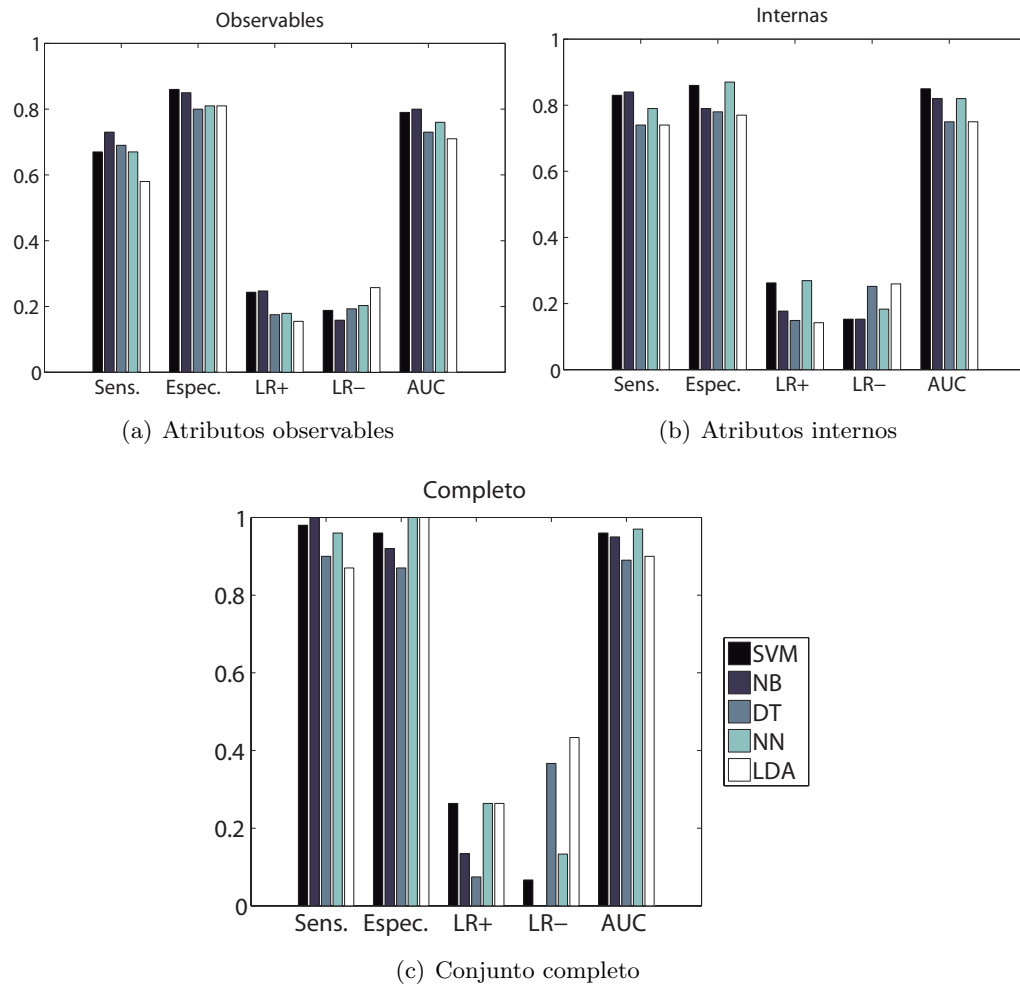 Observables
1
0.8
0.6
0.4
0.2
0
Sens. Espec. LR+ LR− AUC
(a) Atributos observables
Internas
1
0.8
0.6
0.4
0.2
0
Sens. Espec. LR+ LR− AUC
(b) Atributos internos
Completo
1
0.8
0.6
0.4
0.2
0
Sens. Espec. LR+ LR− AUC
SVM
NB
DT
NN
LDA
(c) Conjunto completo